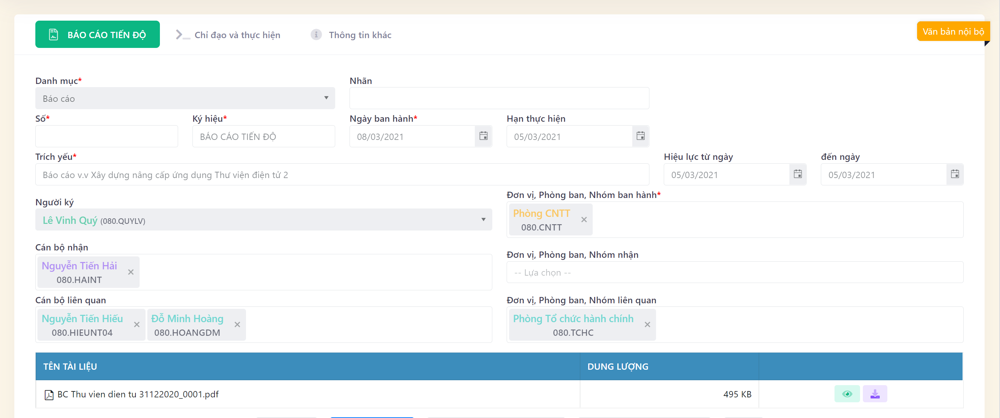 BÁO CÁO TIẾN ĐỘ
Chỉ đạo và thực hiện
Thông tin khác
Văn bản nội bộ
Danh mục*
Nhãn
Báo cáo
Số*
Ký hiệu*
Ngày ban hành*
Hạn thực hiện
BÁO CÁO TIẾN ĐỘ
08/03/2021
05/03/2021
Trích yếu*
Hiệu lực từ ngày
đến ngày
Báo cáo v.v Xây dựng nâng cấp ứng dụng Thư viện điện tử 2
05/03/2021
05/03/2021
Người ký
Đơn vị, Phòng ban, Nhóm ban hành*
Lê Vinh Quý (080.QUYLV)
Phòng CNTT
080.CNTT
Cán bộ nhận
Đơn vị, Phòng ban, Nhóm nhận
Nguyễn Tiến Hải
080.HAINT
-- Lựa chọn --
Cán bộ liên quan
Đơn vị, Phòng ban, Nhóm liên quan
Nguyễn Tiến Hiếu
080.HIEUNT04
Đỗ Minh Hoàng
080.HOANGDM
Phòng Tổ chức hành chính
080.TCHC
TÊN TÀI LIỆU
DUNG LƯỢNG
BC Thu vien dien tu 31122020_0001.pdf
495 KB